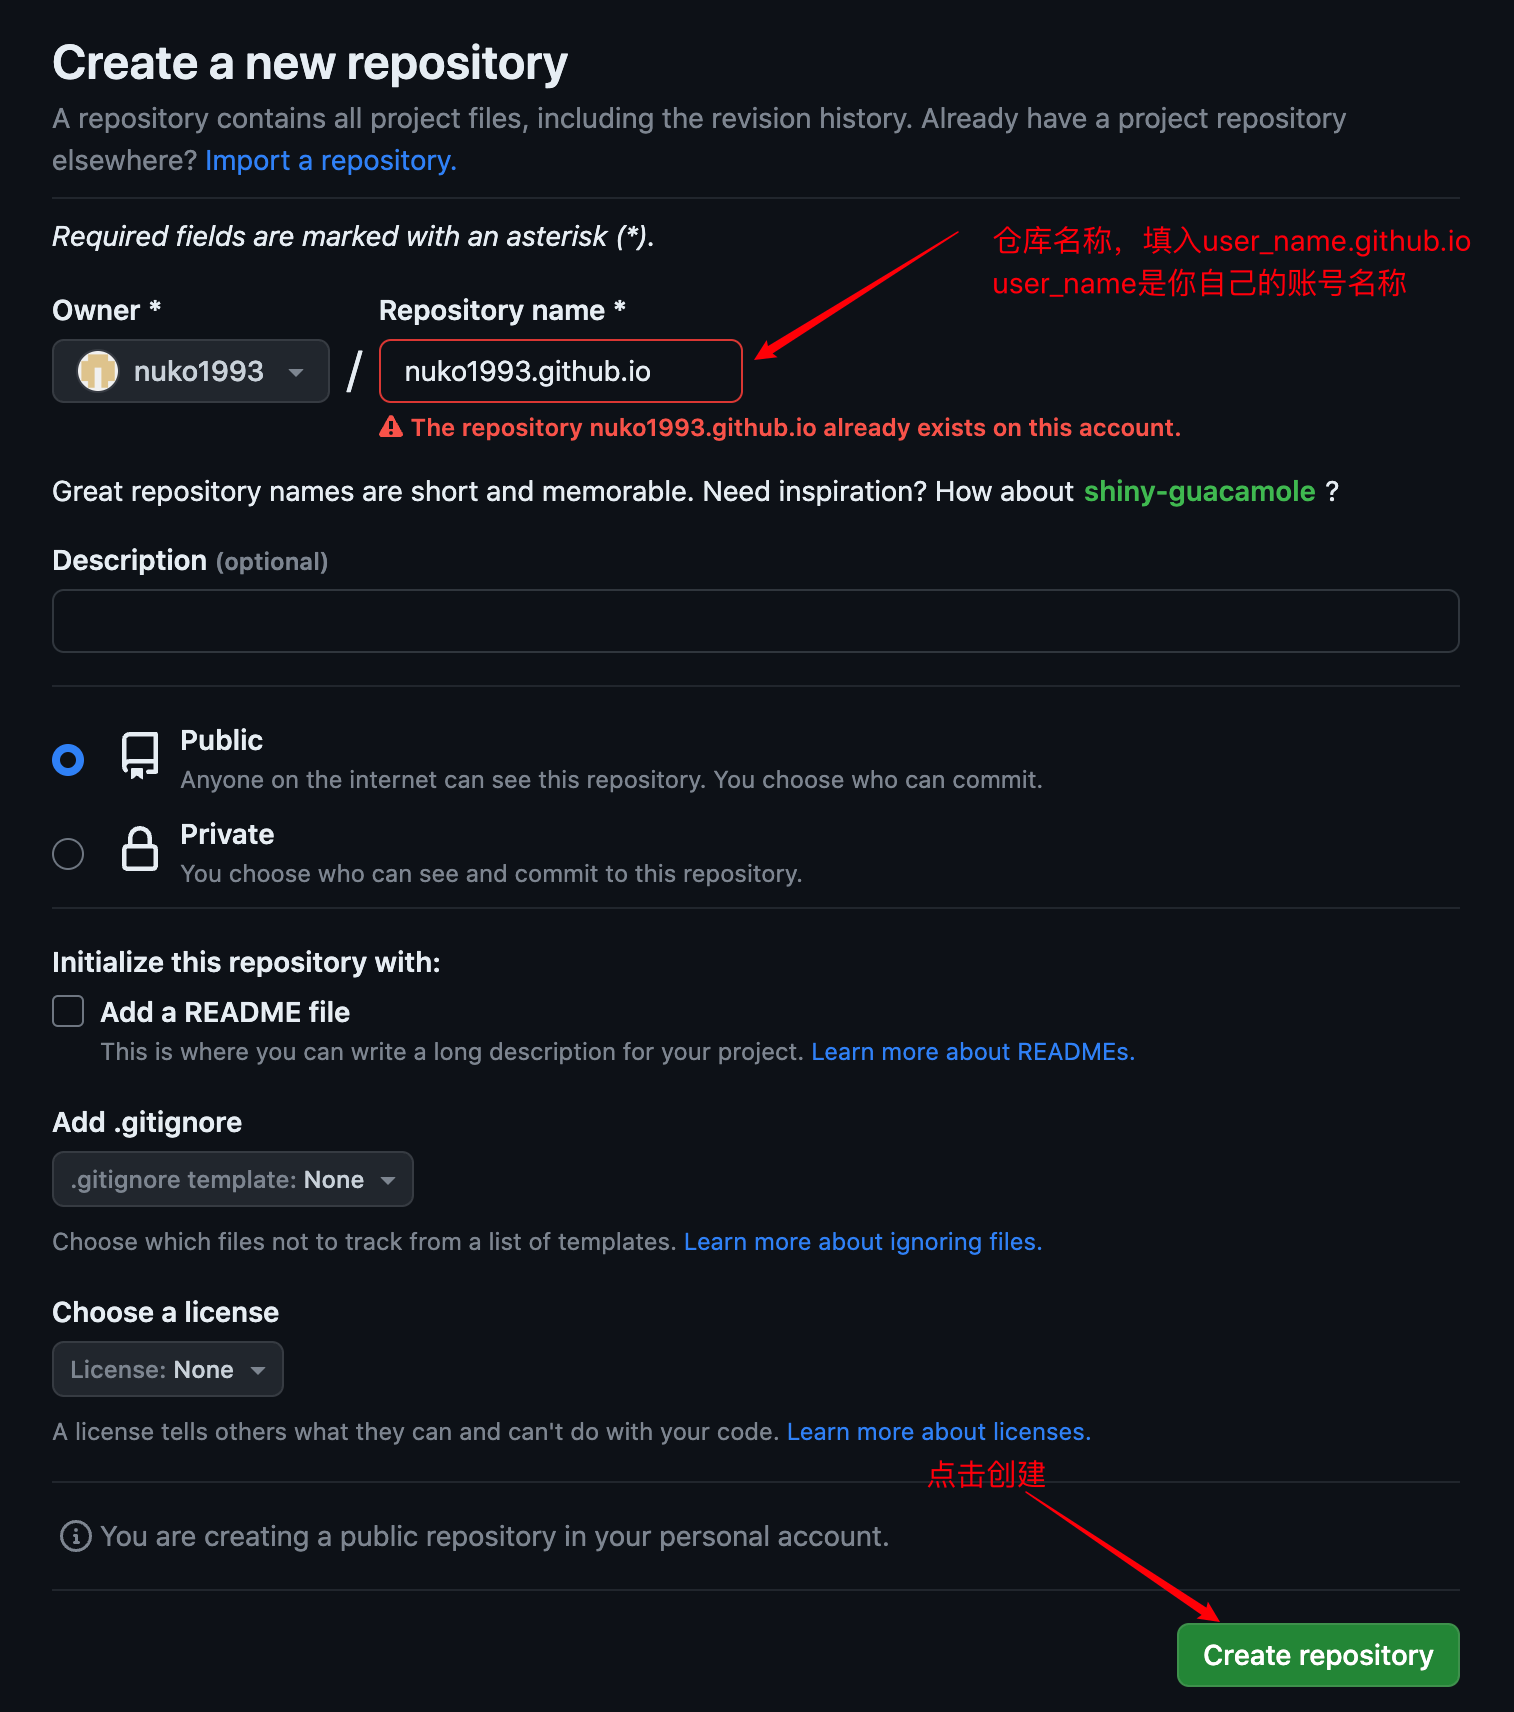 Create a new repository
A repository contains all project files, including the revision history. Already have a project repository
elsewhere? Import a repository.
Required fields are marked with an asterisk (*).
仓库名称，填入user_name.github.io
user_name是你自己的账号名称
Owner *
Repository name *
nuko1993
/
nuko1993.github.io
The repository nuko1993.github.io already exists on this account.
Great repository names are short and memorable. Need inspiration? How about shiny-guacamole ?
Description (optional)
Public
Anyone on the internet can see this repository. You choose who can commit.
Private
You choose who can see and commit to this repository.
Initialize this repository with:
Add a README file
This is where you can write a long description for your project. Learn more about READMEs.
Add .gitignore
.gitignore template: None
Choose which files not to track from a list of templates. Learn more about ignoring files.
Choose a license
License: None
A license tells others what they can and can't do with your code. Learn more about licenses.
点击创建
You are creating a public repository in your personal account.
Create repository